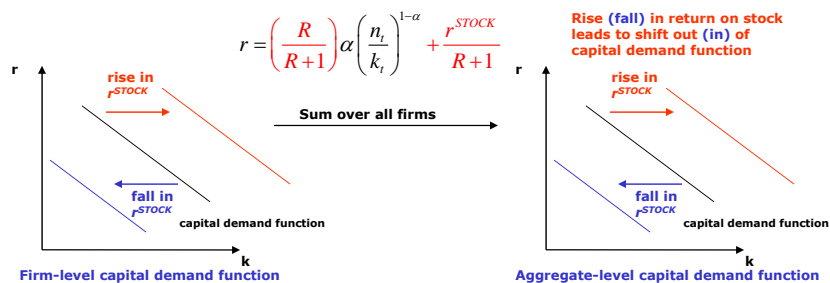 r = (R / R+1) α (n_t / k_t)^{1-α} + r^{STOCK} / R+1
Rise (fall) in return on stock
leads to shift out (in) of
capital demand function
r
rise in
r^{STOCK}
fall in
r^{STOCK}
capital demand function
k
Firm-level capital demand function
Sum over all firms
r
rise in
r^{STOCK}
fall in
r^{STOCK}
capital demand function
k
Aggregate-level capital demand function